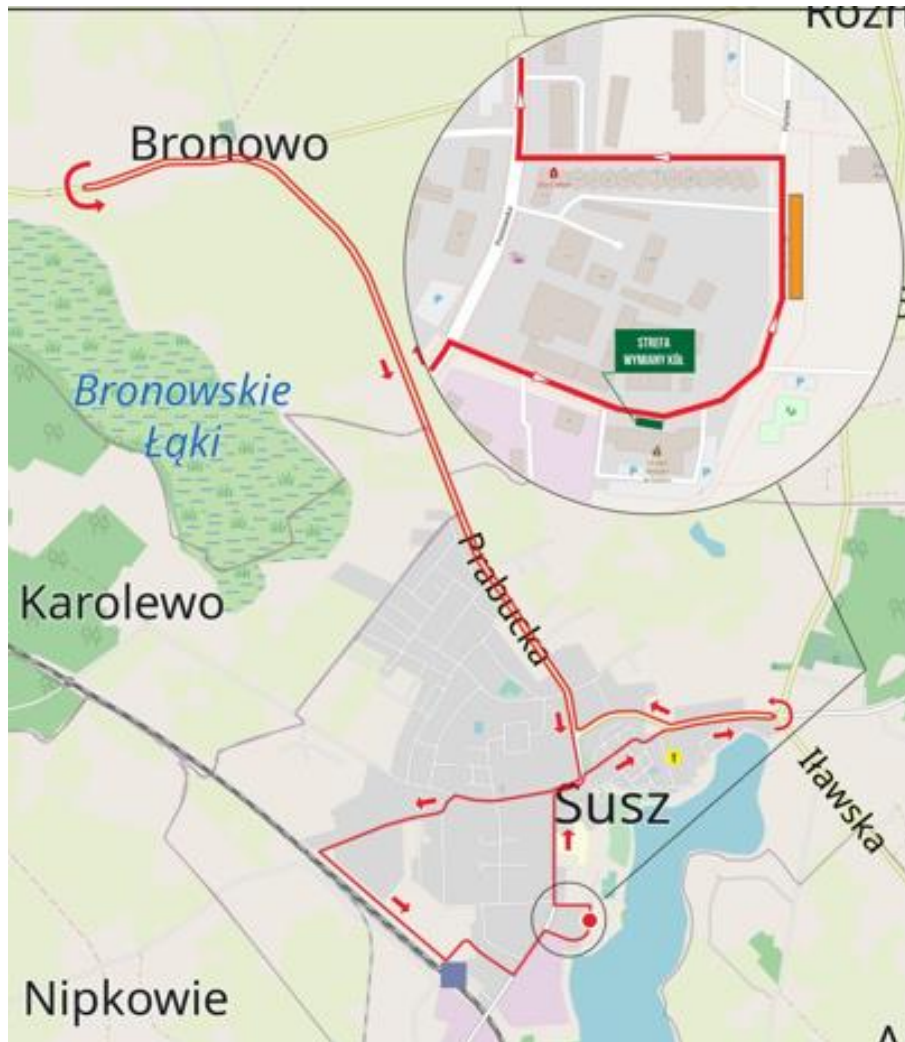 Bronowo
STREFA
WYMIANY KÓŁ
Bronowskie
Łąki
Prabucka
Karolewo
Susz
Iławska
Nipkowie